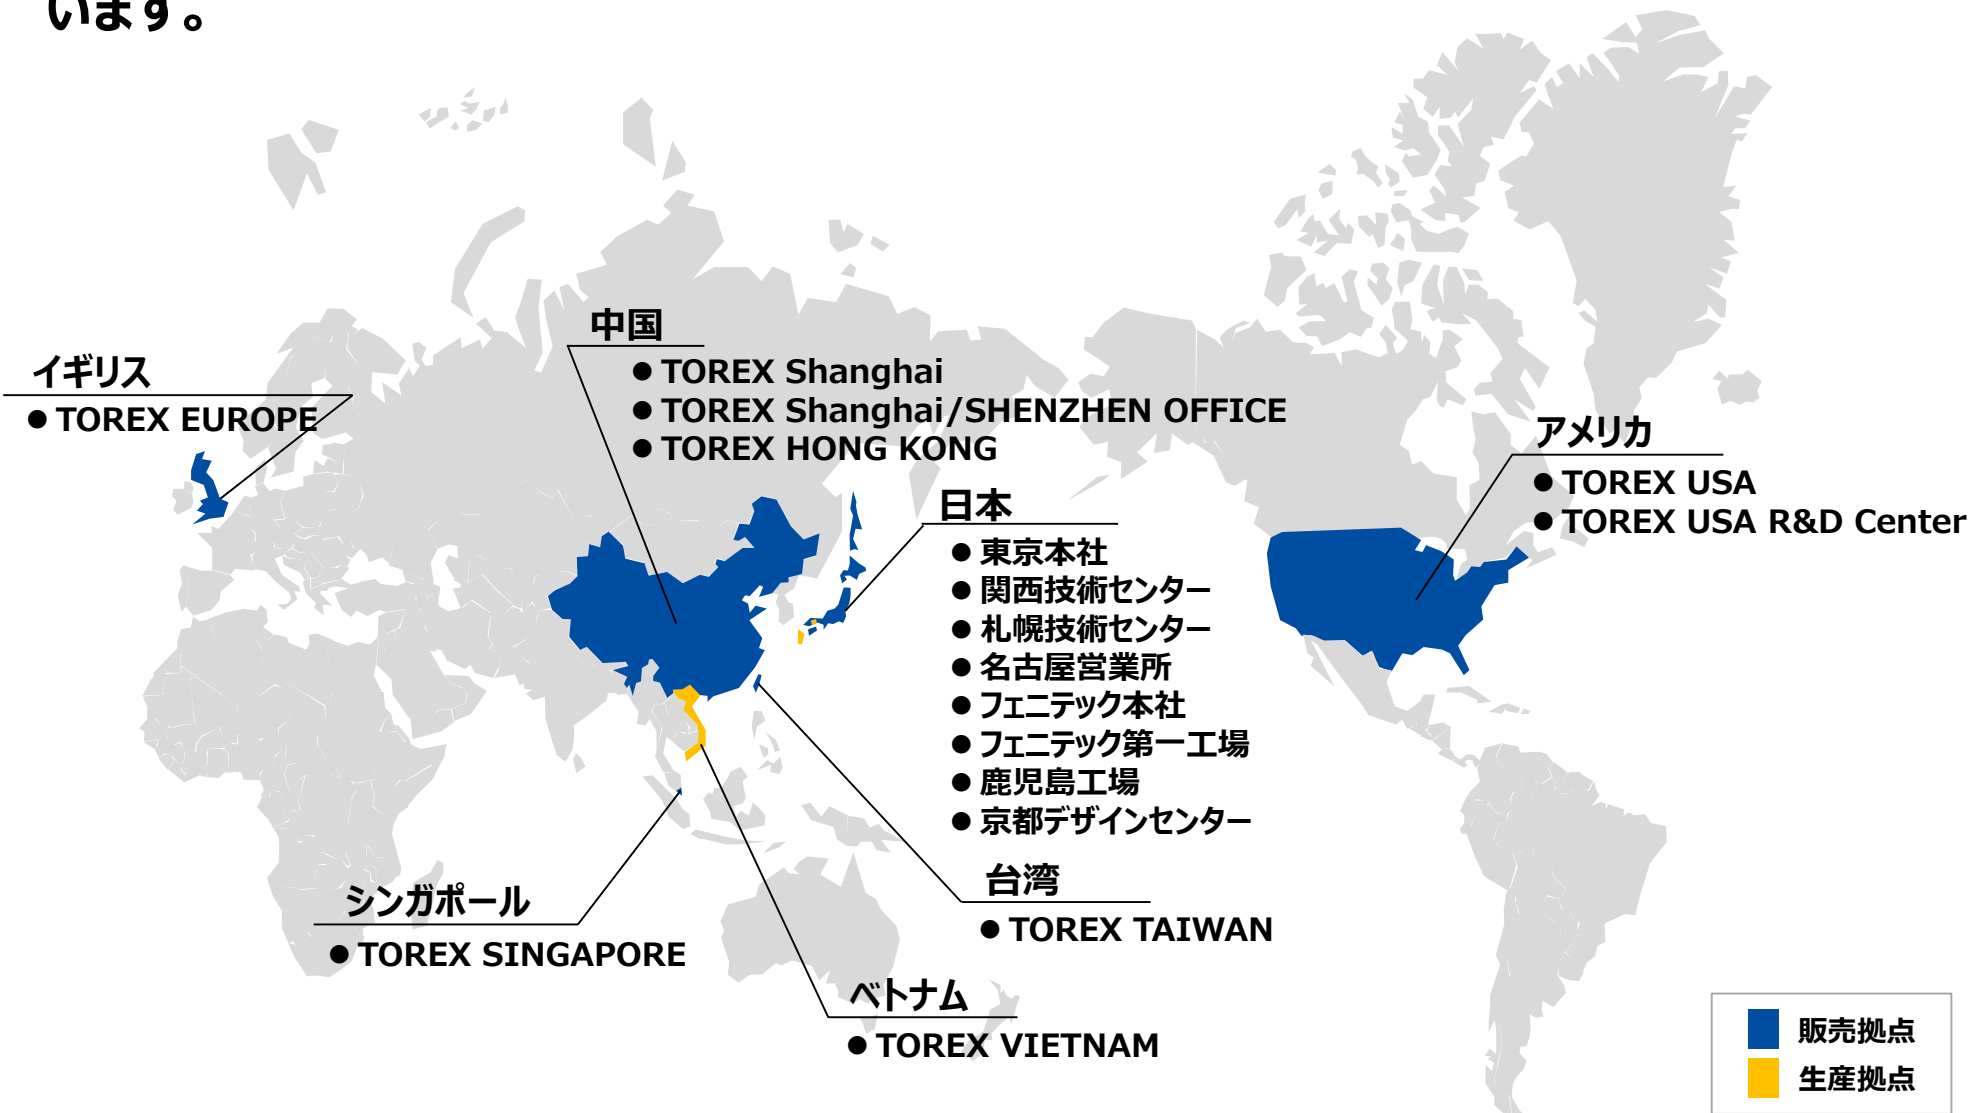 います。
中国
● TOREX Shanghai
● TOREX Shanghai/SHENZHEN OFFICE
● TOREX HONG KONG
イギリス
● TOREX EUROPE
アメリカ
● TOREX USA
● TOREX USA R&D Center
日本
● 東京本社
● 関西技術センター
● 札幌技術センター
● 名古屋営業所
● フェニテック本社
● フェニテック第一工場
● 鹿児島工場
● 京都デザインセンター
台湾
● TOREX TAIWAN
シンガポール
● TOREX SINGAPORE
ベトナム
● TOREX VIETNAM
販売拠点
生産拠点